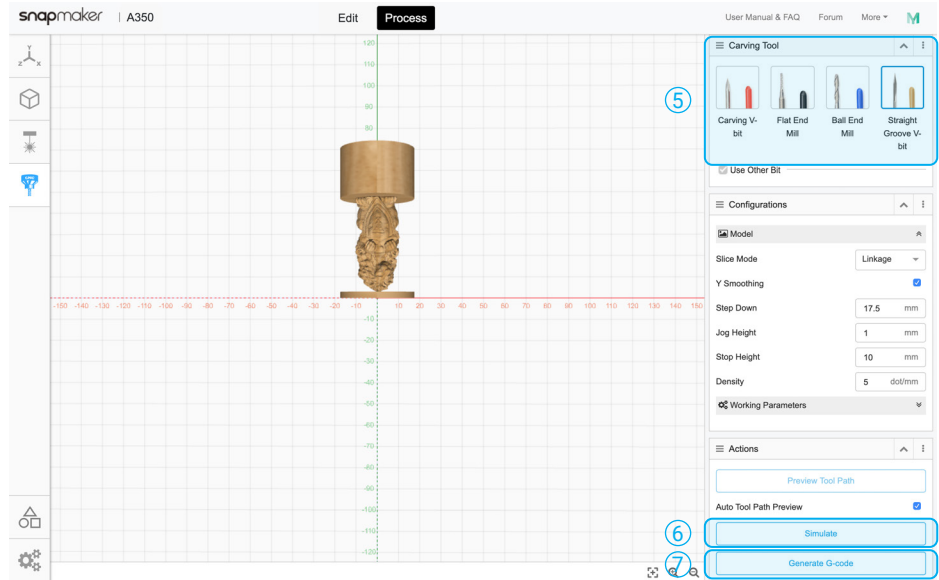 snapmaker | A350
Edit
Process
User Manual & FAQ
Forum
More
Y
Z
X
CNC
120
110
100
90
80
-150 -140 -130 -120 -110 -100 -90 -80 -70 -60 -50 -40 -30 -20 -10 10 20 30 40 50 60 70 80 90 100 110 120 130 140 150
-10
-20
-30
-40
-50
-60
-70
-80
-90
-100
-110
-120
5
Carving Tool
Carving V-bit
Flat End Mill
Ball End Mill
Straight Groove V-bit
Use Other Bit
Configurations
Model
Slice Mode
Linkage
Y Smoothing
Step Down
17.5 mm
Jog Height
1 mm
Stop Height
10 mm
Density
5 dot/mm
Working Parameters
Actions
Preview Tool Path
Auto Tool Path Preview
6
Simulate
7
Generate G-code